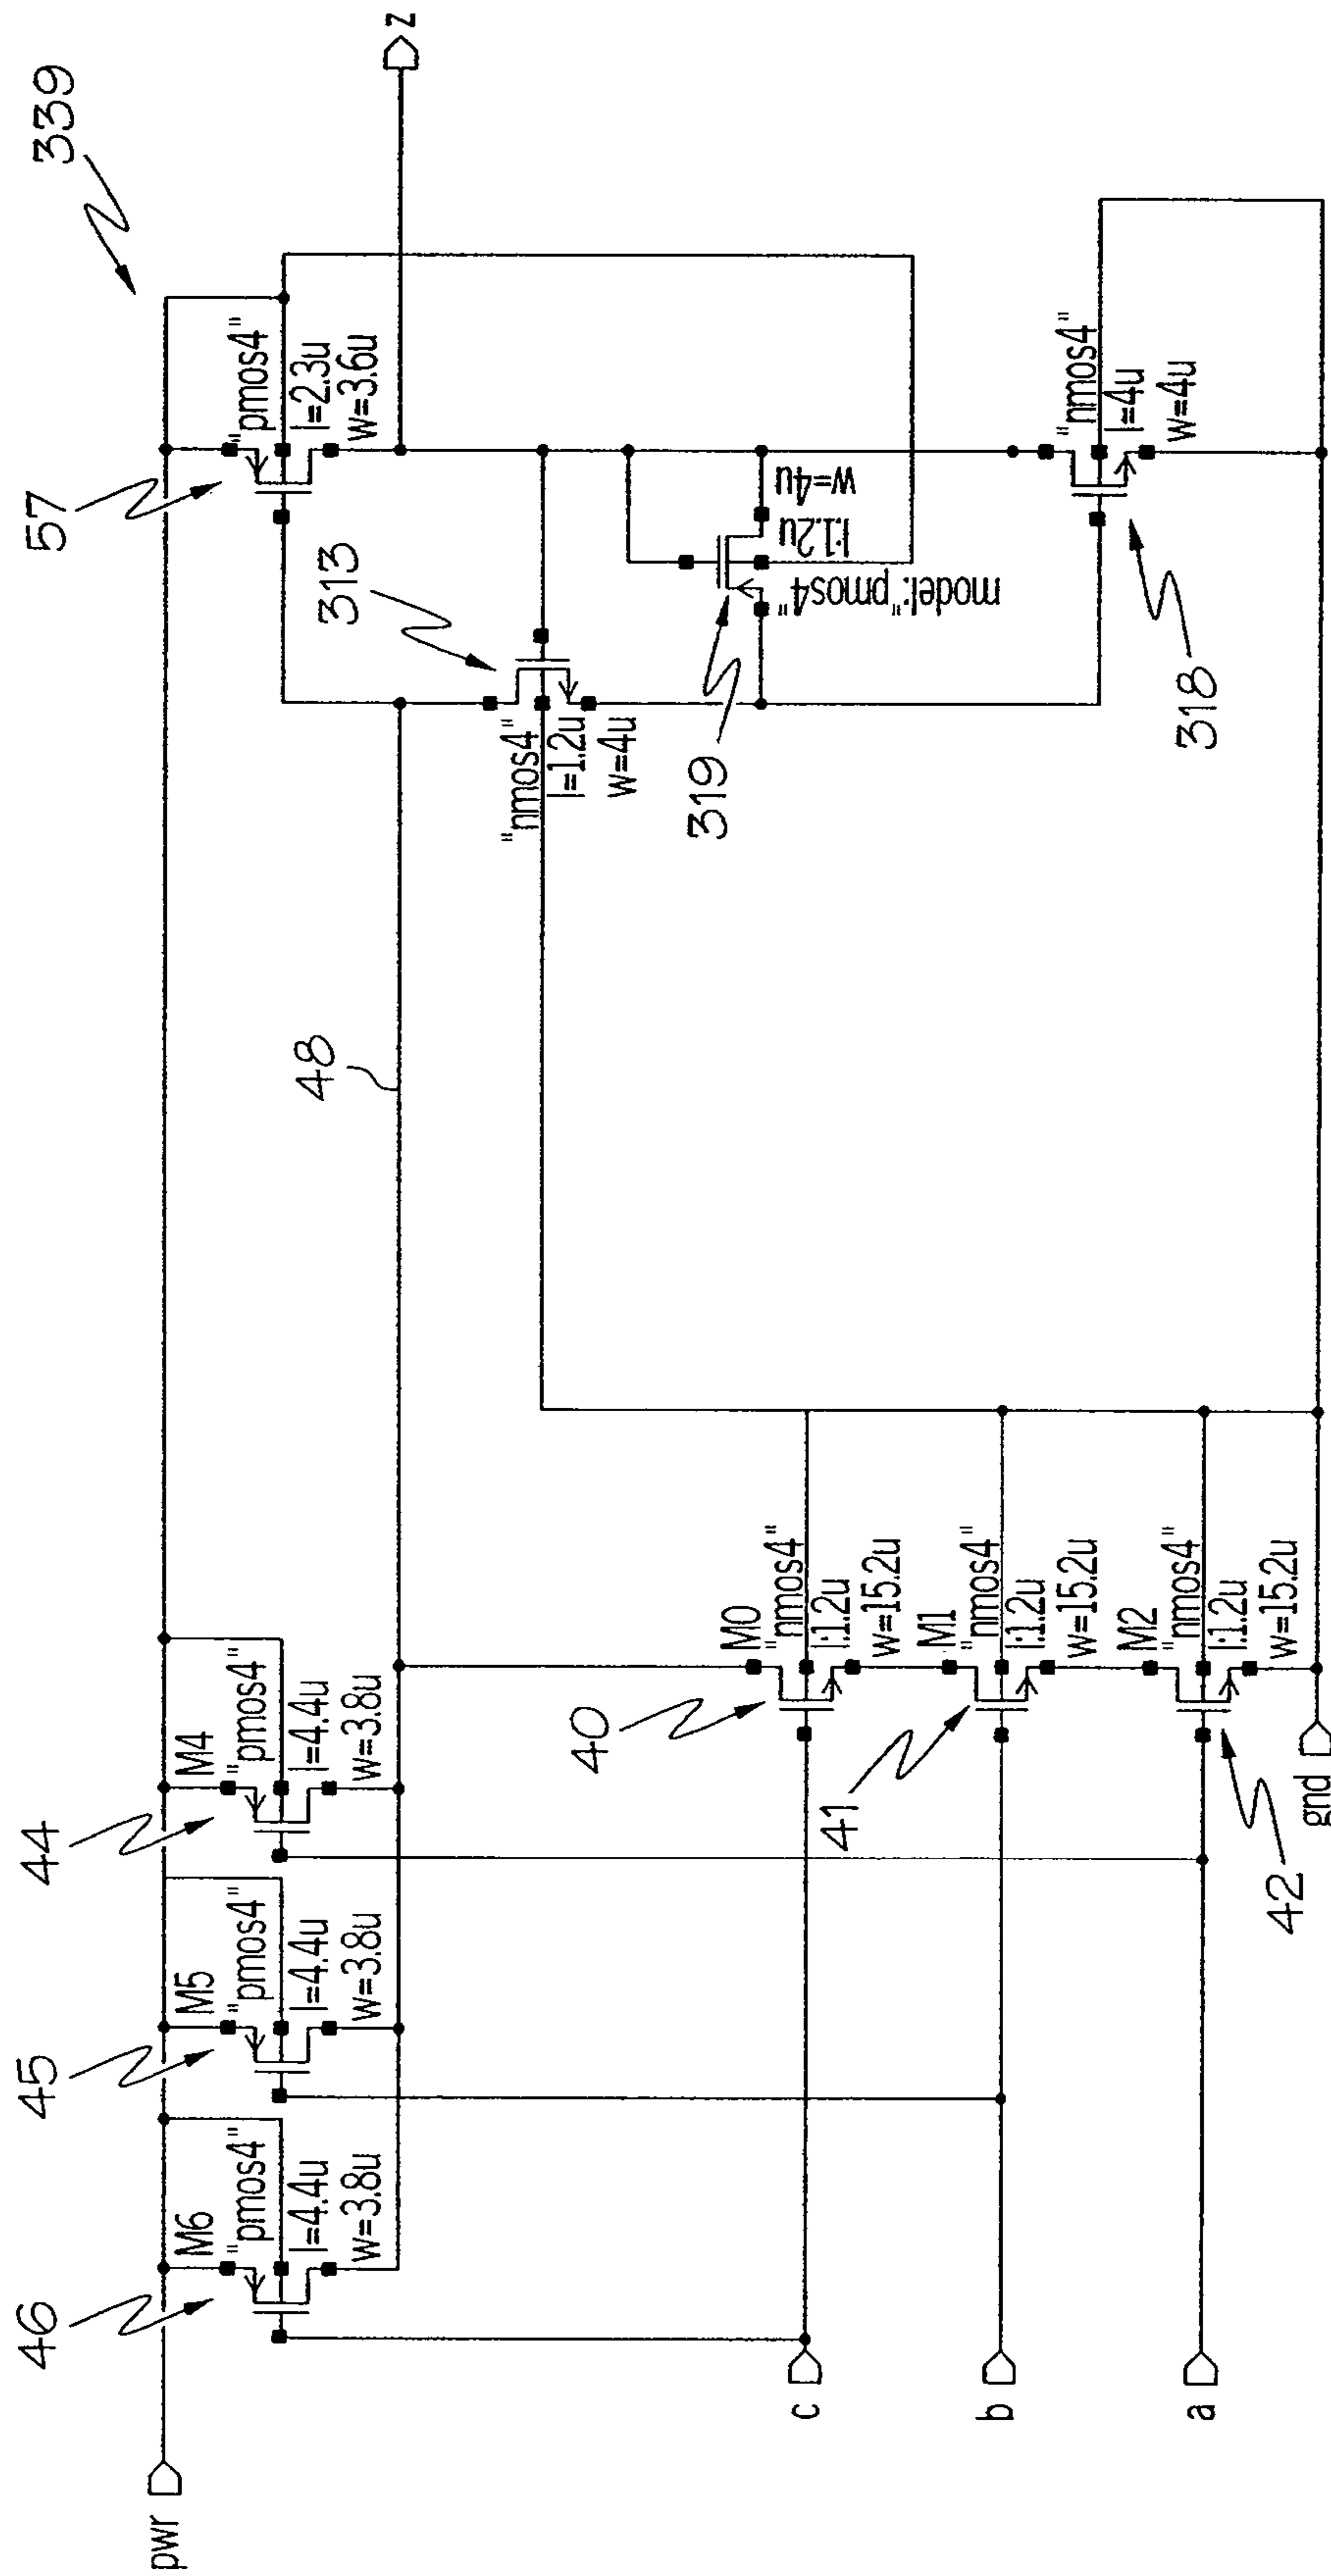 339
57
"pmos4"
l=2.3u
w=3.6u
z
313
"nmos4"
l=1.2u
w=4u
319
w=4u
l:1.2u
model:"pmos4"
"nmos4"
l=4u
w=4u
318
48
44
M4
"pmos4"
l=4.4u
w=3.8u
45
M5
"pmos4"
l=4.4u
w=3.8u
46
M6
"pmos4"
l=4.4u
w=3.8u
pwr
40
M0
"nmos4"
l:1.2u
w=15.2u
41
M1
"nmos4"
l:1.2u
w=15.2u
42
M2
"nmos4"
l:1.2u
w=15.2u
c
b
a
gnd